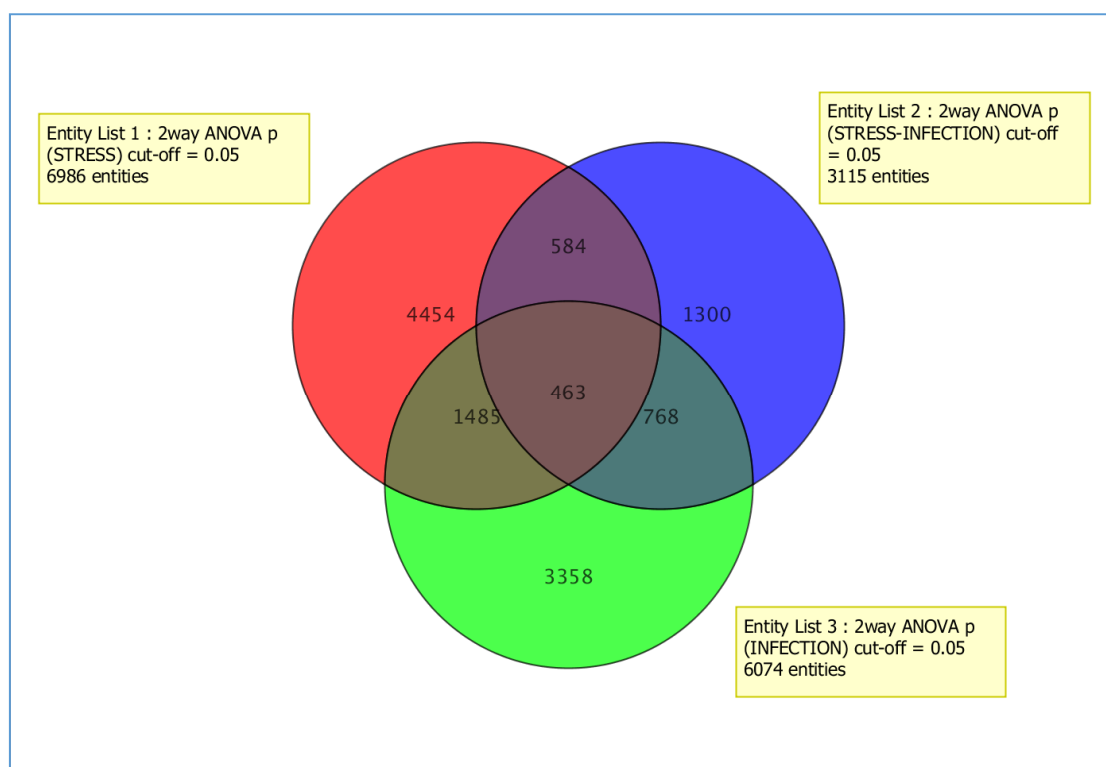 Entity List 1 : 2way ANOVA p
(STRESS) cut-off = 0.05
6986 entities
Entity List 2 : 2way ANOVA p
(STRESS-INFECTION) cut-off
= 0.05
3115 entities
584
4454
1300
463
1485
768
3358
Entity List 3 : 2way ANOVA p
(INFECTION) cut-off = 0.05
6074 entities